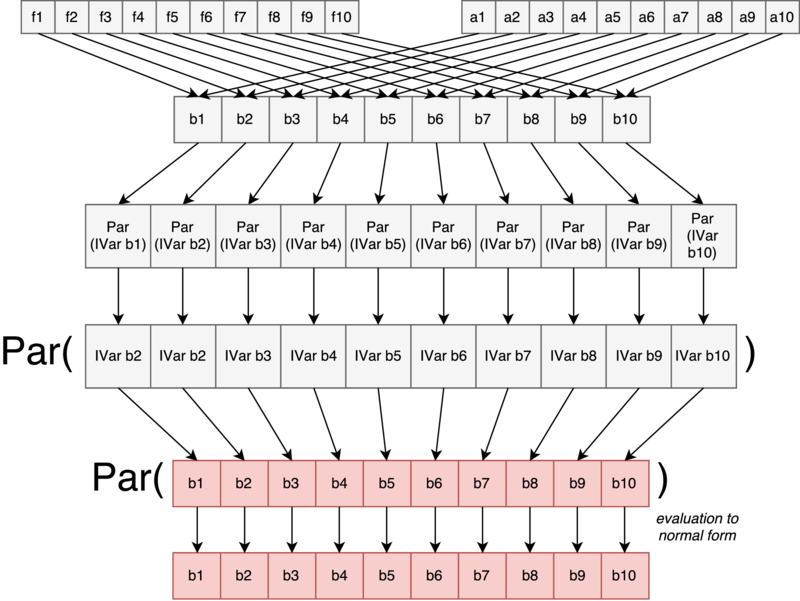 f1 f2 f3 f4 f5 f6 f7 f8 f9 f10 a1 a2 a3 a4 a5 a6 a7 a8 a9 a10
b1 b2 b3 b4 b5 b6 b7 b8 b9 b10
Par (IVar b1)
Par (IVar b2)
Par (IVar b3)
Par (IVar b4)
Par (IVar b5)
Par (IVar b6)
Par (IVar b7)
Par (IVar b8)
Par (IVar b9)
Par (IVar b10)
Par( IVar b2 IVar b2 IVar b3 IVar b4 IVar b5 IVar b6 IVar b7 IVar b8 IVar b9 IVar b10 )
Par( b1 b2 b3 b4 b5 b6 b7 b8 b9 b10 )
evaluation to
normal form
b1 b2 b3 b4 b5 b6 b7 b8 b9 b10